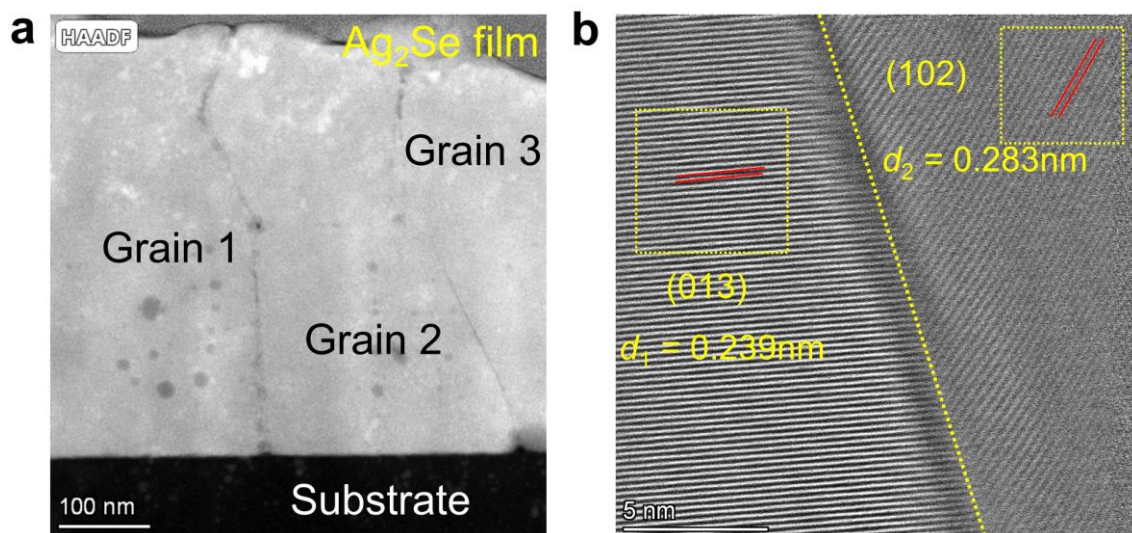 a
HAADF
Ag₂Se film
Grain 3
Grain 1
Grain 2
100 nm
Substrate
b
(102)
d₂ = 0.283nm
(013)
d₁ = 0.239nm
5 nm